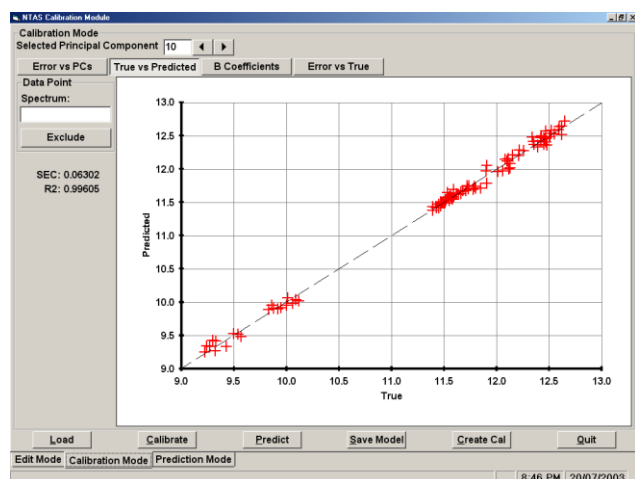 NTAS Calibration Module
Calibration Mode
Selected Principal Component 10
Error vs PCs True vs Predicted B Coefficients Error vs True
Data Point
Spectrum:
Exclude
SEC: 0.06302
R2: 0.99605
13.0
12.5
12.0
11.5
11.0
10.5
10.0
9.5
9.0
Predicted
9.0 9.5 10.0 10.5 11.0 11.5 12.0 12.5 13.0
True
Load Calibrate Predict Save Model Create Cal Quit
Edit Mode Calibration Mode Prediction Mode
8:46 PM 20/07/2003